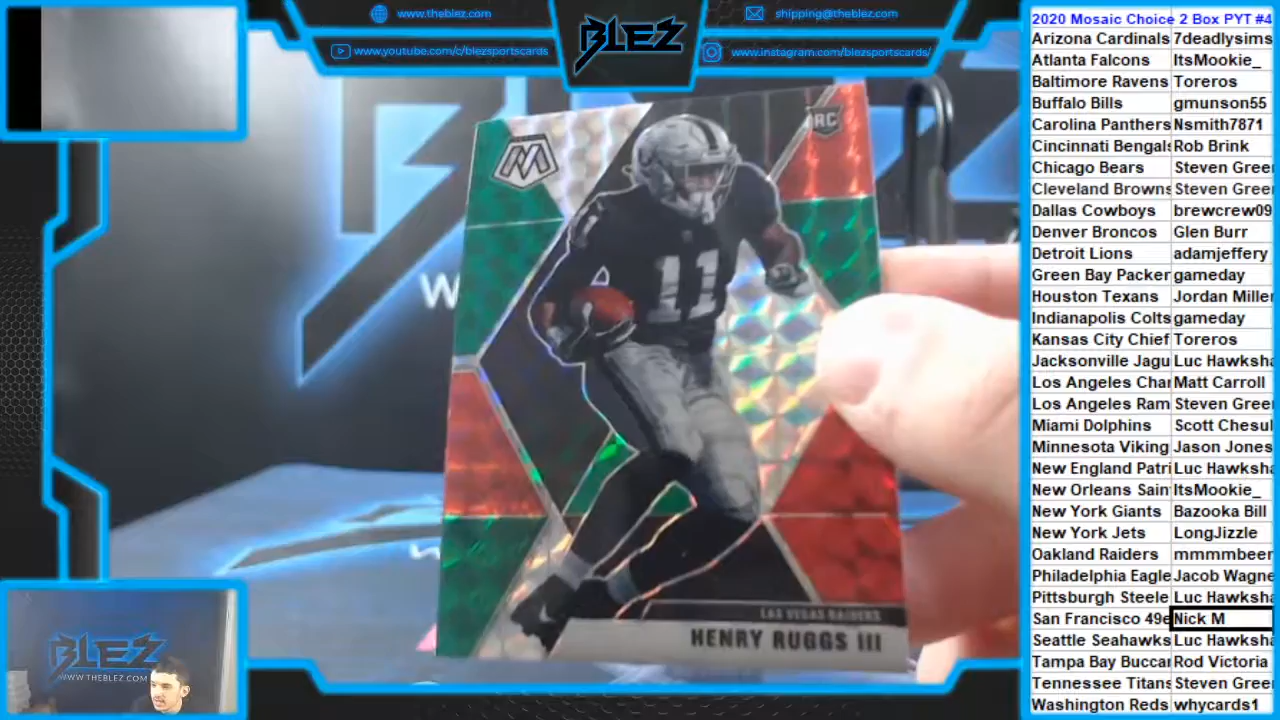 www.theblez.com
shipping@theblez.com
www.youtube.com/c/blezsportscards
www.instagram.com/blezsportscards/
BLEZ
RC
M
11
LAS VEGAS RAIDERS
HENRY RUGGS III
BLEZ
WWW.THEBLEZ.COM
2020 Mosaic Choice 2 Box PYT #4
Arizona Cardinals 7deadlysims
Atlanta Falcons ItsMookie_
Baltimore Ravens Toreros
Buffalo Bills gmunson55
Carolina Panthers Nsmith7871
Cincinnati Bengals Rob Brink
Chicago Bears Steven Gree
Cleveland Browns Steven Gree
Dallas Cowboys brewcrew09
Denver Broncos Glen Burr
Detroit Lions adamjeffery
Green Bay Packer gameday
Houston Texans Jordan Miller
Indianapolis Colts gameday
Kansas City Chief Toreros
Jacksonville Jagu Luc Hawksha
Los Angeles Char Matt Carroll
Los Angeles Ram Steven Gree
Miami Dolphins Scott Chesul
Minnesota Viking Jason Jones
New England Patri Luc Hawksha
New Orleans Sain ItsMookie_
New York Giants Bazooka Bill
New York Jets LongJizzle
Oakland Raiders mmmmbeer
Philadelphia Eagle Jacob Wagne
Pittsburgh Steele Luc Hawksha
San Francisco 49e Nick M
Seattle Seahawks Luc Hawksha
Tampa Bay Buccar Rod Victoria
Tennessee Titans Steven Gree
Washington Reds whycards1